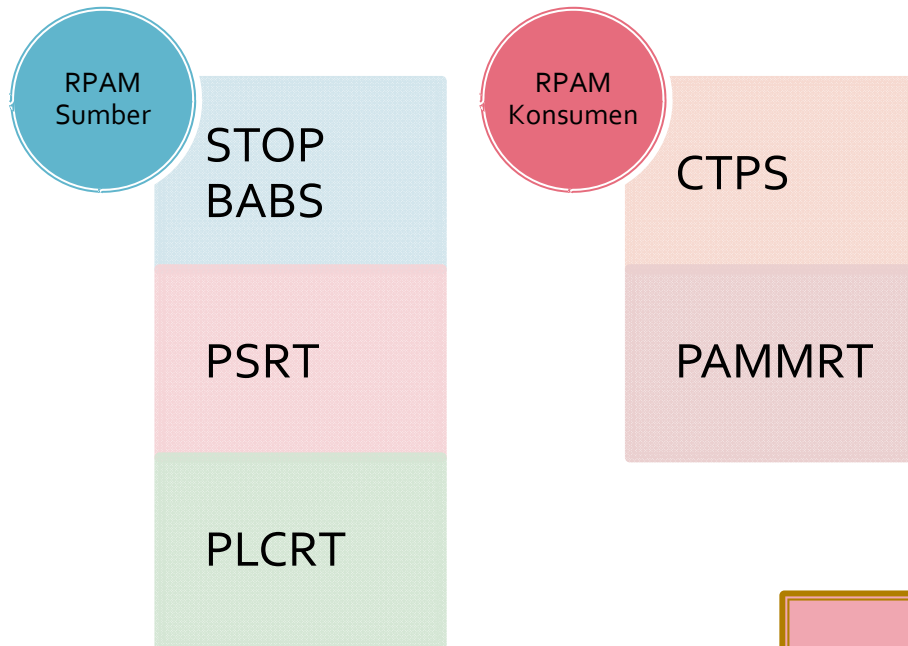 RPAM
Sumber
STOP
BABS
PSRT
PLCRT
RPAM
Konsumen
CTPS
PAMMRT